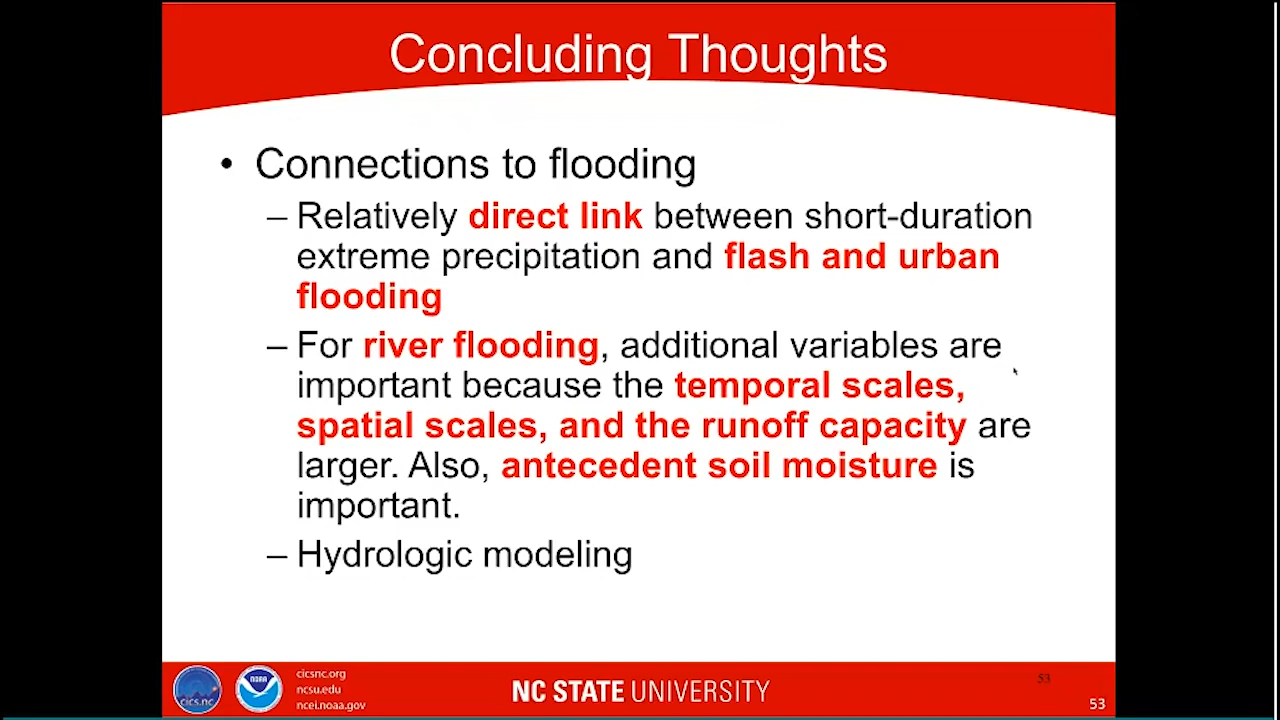 Concluding Thoughts
• Connections to flooding
– Relatively direct link between short-duration
extreme precipitation and flash and urban
flooding
– For river flooding, additional variables are
important because the temporal scales,
spatial scales, and the runoff capacity are
larger. Also, antecedent soil moisture is
important.
– Hydrologic modeling
cics.nc
NOAA
cicsnc.org
ncsu.edu
ncei.noaa.gov
NC STATE UNIVERSITY
53
53